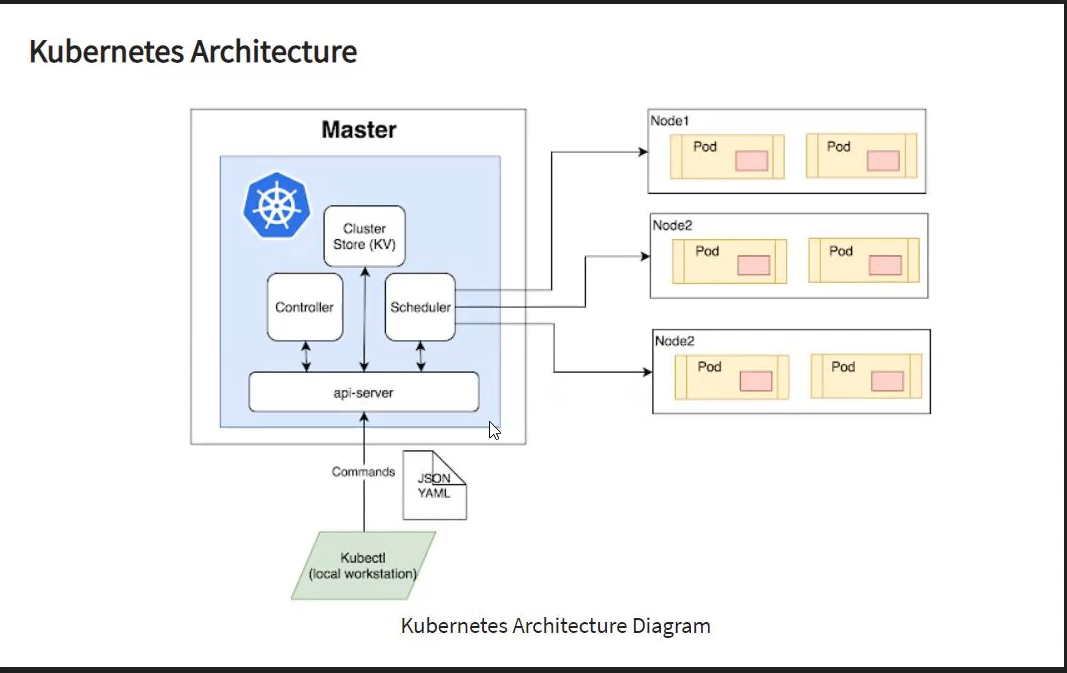 Kubernetes Architecture
Master
Cluster
Store (KV)
Controller
Scheduler
api-server
Commands
JSON
YAML
Kubectl
(local workstation)
Node1
Pod
Pod
Node2
Pod
Pod
Node2
Pod
Pod
Kubernetes Architecture Diagram